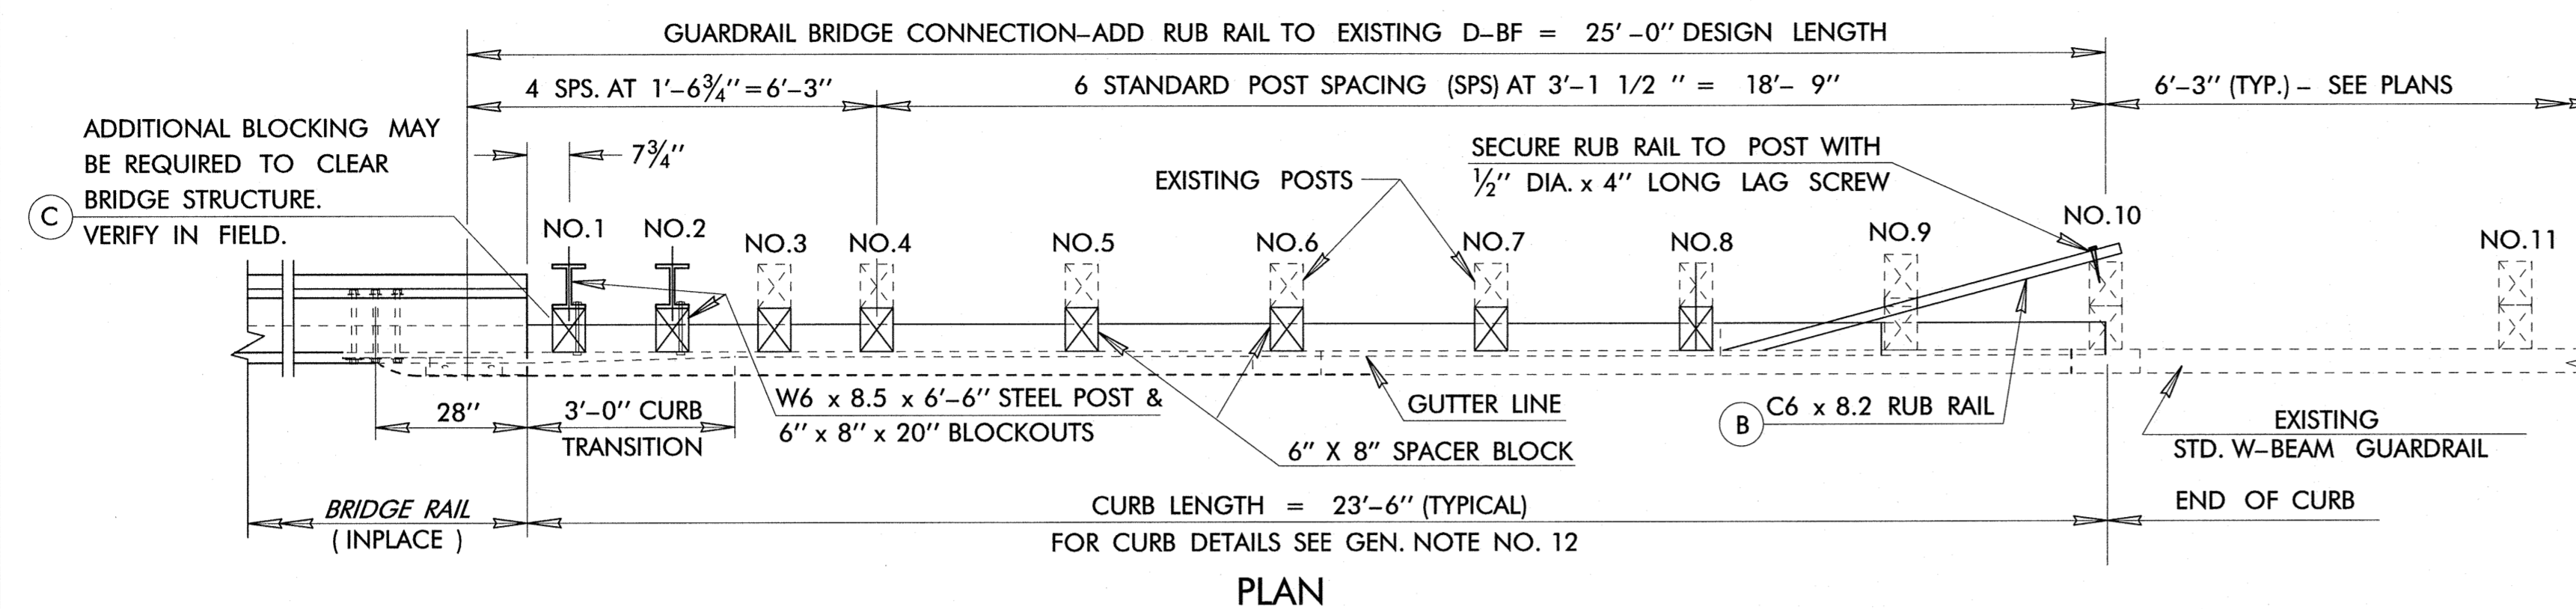 GUARDRAIL BRIDGE CONNECTION-ADD RUB RAIL TO EXISTING D-BF = 25'-0" DESIGN LENGTH
4 SPS. AT 1'-6 3/4" = 6'-3"
6 STANDARD POST SPACING (SPS) AT 3'-1 1/2 " = 18'- 9"
6'-3" (TYP.) - SEE PLANS
ADDITIONAL BLOCKING MAY
BE REQUIRED TO CLEAR
BRIDGE STRUCTURE.
VERIFY IN FIELD.
C
7 3/4"
EXISTING POSTS
SECURE RUB RAIL TO POST WITH
1/2" DIA. x 4" LONG LAG SCREW
NO.1
NO.2
NO.3
NO.4
NO.5
NO.6
NO.7
NO.8
NO.9
NO.10
NO.11
28"
3'-0" CURB
TRANSITION
W6 x 8.5 x 6'-6" STEEL POST &
6" x 8" x 20" BLOCKOUTS
6" X 8" SPACER BLOCK
GUTTER LINE
B
C6 x 8.2 RUB RAIL
EXISTING
STD. W-BEAM GUARDRAIL
BRIDGE RAIL
( INPLACE )
CURB LENGTH = 23'-6" (TYPICAL)
FOR CURB DETAILS SEE GEN. NOTE NO. 12
END OF CURB
PLAN